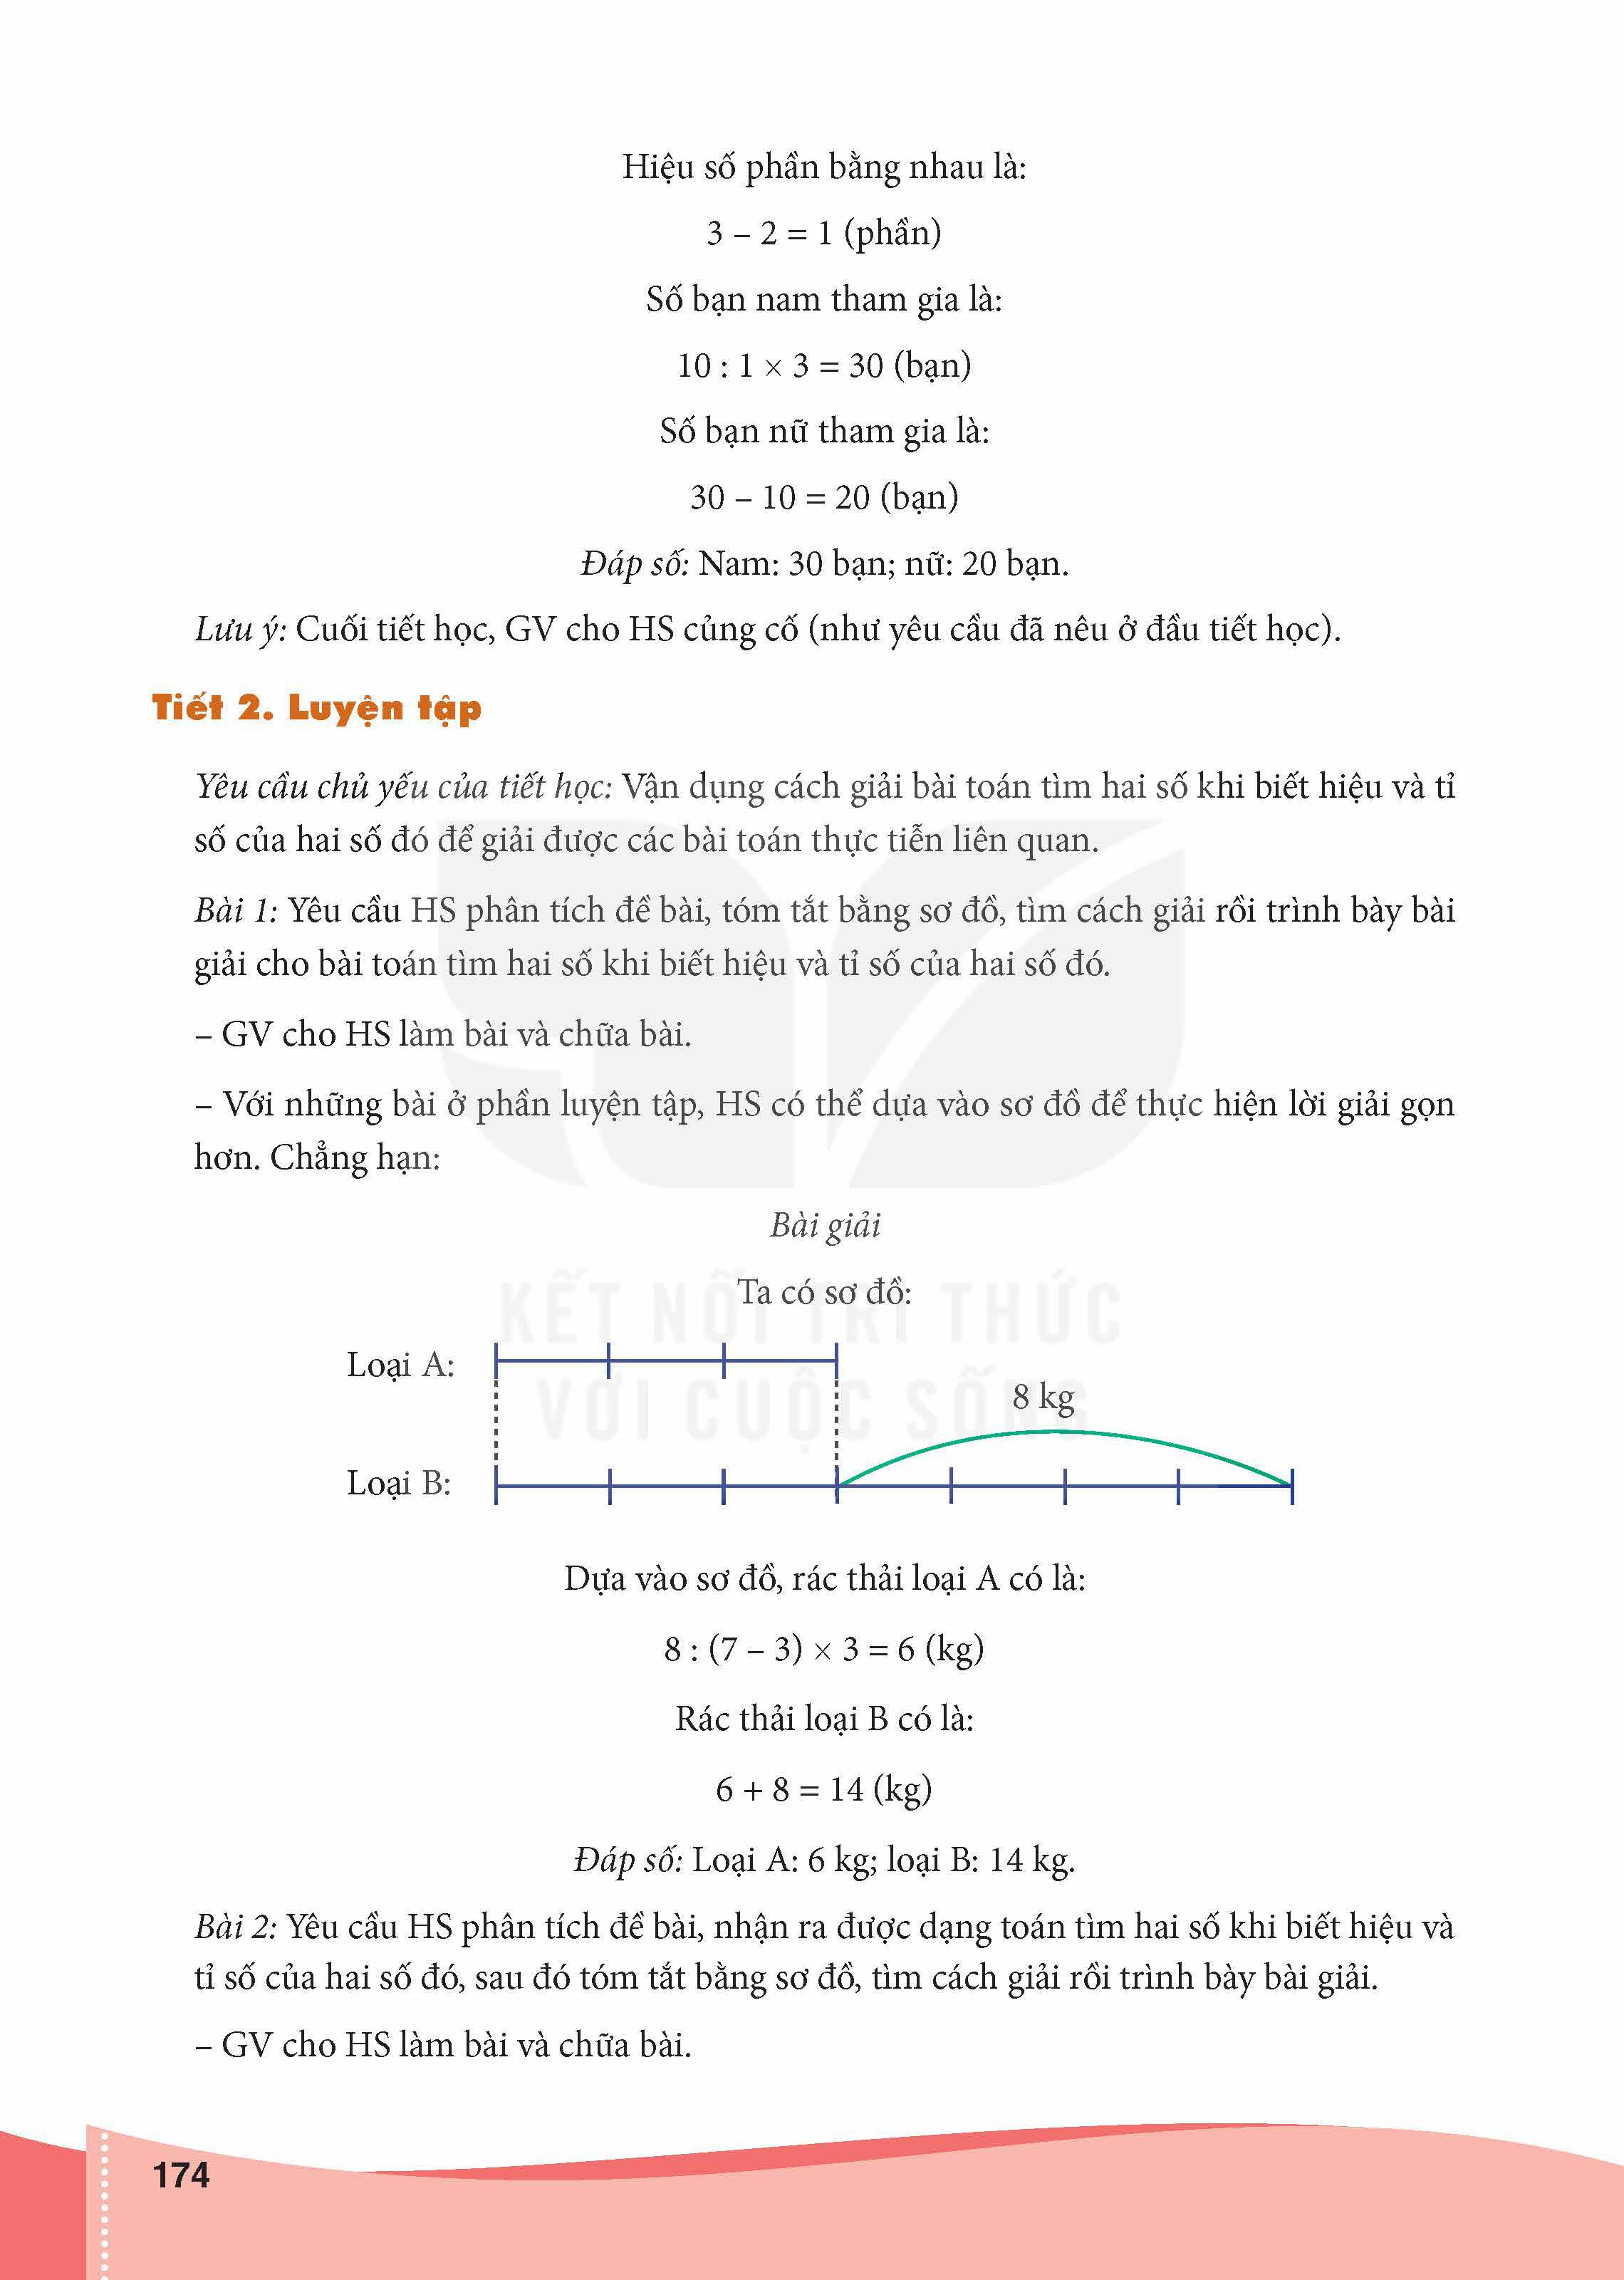 Hiệu số phần bằng nhau là:
3 – 2 = 1 (phần)
Số bạn nam tham gia là:
10 : 1 × 3 = 30 (bạn)
Số bạn nữ tham gia là:
30 – 10 = 20 (bạn)
Đáp số: Nam: 30 bạn; nữ: 20 bạn.
Lưu ý: Cuối tiết học, GV cho HS củng cố (như yêu cầu đã nêu ở đầu tiết học).
Tiết 2. Luyện tập
Yêu cầu chủ yếu của tiết học: Vận dụng cách giải bài toán tìm hai số khi biết hiệu và tỉ
số của hai số đó để giải được các bài toán thực tiễn liên quan.
Bài 1: Yêu cầu HS phân tích đề bài, tóm tắt bằng sơ đồ, tìm cách giải rồi trình bày bài
giải cho bài toán tìm hai số khi biết hiệu và tỉ số của hai số đó.
– GV cho HS làm bài và chữa bài.
– Với những bài ở phần luyện tập, HS có thể dựa vào sơ đồ để thực hiện lời giải gọn
hơn. Chẳng hạn:
Bài giải
Ta có sơ đồ:
KẾT NỐI TRI THỨC
Loại A:
VỚI CUỘC SỐNG
8 kg
Loại B:
Dựa vào sơ đồ, rác thải loại A có là:
8 : (7 – 3) × 3 = 6 (kg)
Rác thải loại B có là:
6 + 8 = 14 (kg)
Đáp số: Loại A: 6 kg; loại B: 14 kg.
Bài 2: Yêu cầu HS phân tích đề bài, nhận ra được dạng toán tìm hai số khi biết hiệu và
tỉ số của hai số đó, sau đó tóm tắt bằng sơ đồ, tìm cách giải rồi trình bày bài giải.
– GV cho HS làm bài và chữa bài.
174